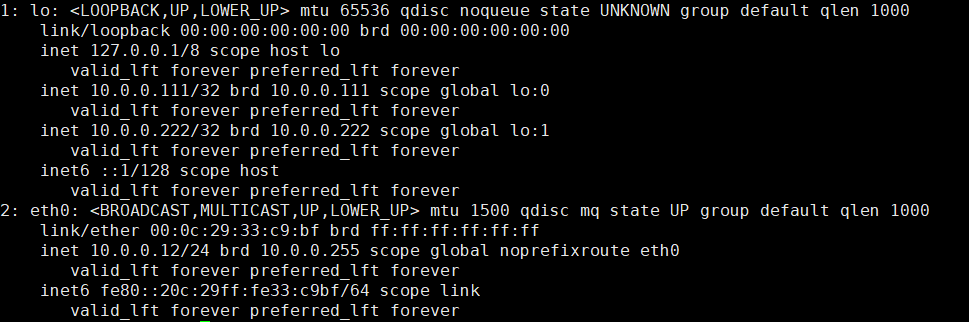 1: lo: <LOOPBACK,UP,LOWER_UP> mtu 65536 qdisc noqueue state UNKNOWN group default qlen 1000
    link/loopback 00:00:00:00:00:00 brd 00:00:00:00:00:00
    inet 127.0.0.1/8 scope host lo
       valid_lft forever preferred_lft forever
    inet 10.0.0.111/32 brd 10.0.0.111 scope global lo:0
       valid_lft forever preferred_lft forever
    inet 10.0.0.222/32 brd 10.0.0.222 scope global lo:1
       valid_lft forever preferred_lft forever
    inet6 ::1/128 scope host
       valid_lft forever preferred_lft forever
2: eth0: <BROADCAST,MULTICAST,UP,LOWER_UP> mtu 1500 qdisc mq state UP group default qlen 1000
    link/ether 00:0c:29:33:c9:bf brd ff:ff:ff:ff:ff:ff
    inet 10.0.0.12/24 brd 10.0.0.255 scope global noprefixroute eth0
       valid_lft forever preferred_lft forever
    inet6 fe80::20c:29ff:fe33:c9bf/64 scope link
       valid_lft forever preferred_lft forever